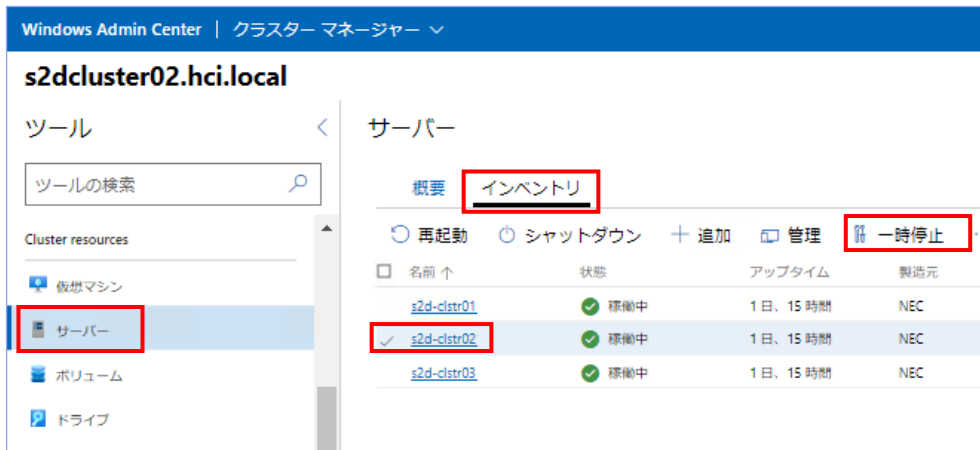 Windows Admin Center | クラスター マネージャー
s2dcluster02.hci.local
ツール
ツールの検索
Cluster resources
仮想マシン
サーバー
ボリューム
ドライブ
サーバー
概要 インベントリ
再起動 シャットダウン 追加 管理 一時停止
名前 状態 アップタイム 製造元
s2d-clstr01 稼働中 1 日、15 時間 NEC
s2d-clstr02 稼働中 1 日、15 時間 NEC
s2d-clstr03 稼働中 1 日、15 時間 NEC